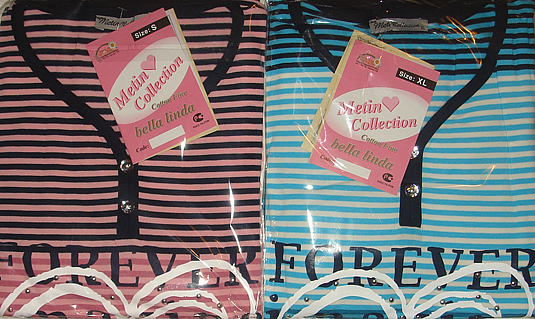 Size: S
Metin
Collection
Cotton Fine
bella linda
Code:
FOREVER
Size: XL
Metin
Collection
Cotton Fine
bella linda
Code:
FOREVER